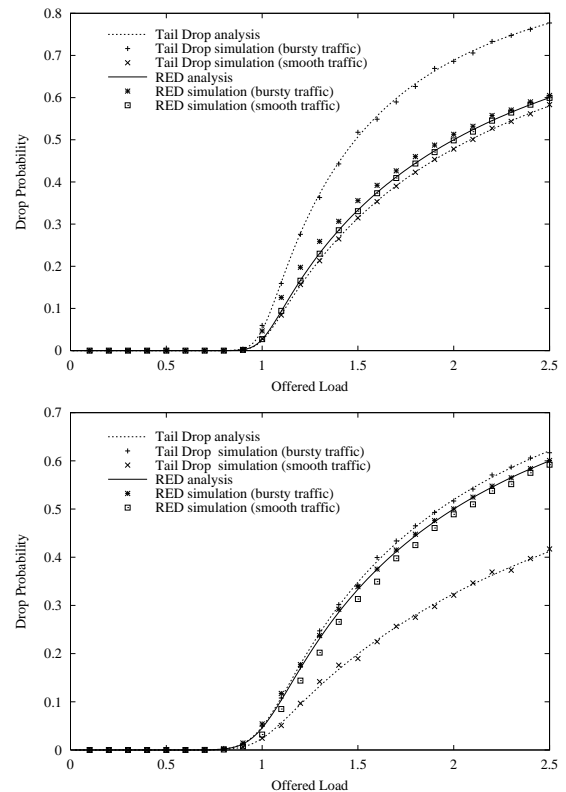 0.8
0.7
0.6
0.5
0.4
0.3
0.2
0.1
0
Drop Probability
Tail Drop analysis
Tail Drop simulation (bursty traffic)
Tail Drop simulation (smooth traffic)
RED analysis
RED simulation (bursty traffic)
RED simulation (smooth traffic)
0 0.5 1 1.5 2 2.5
Offered Load
0.7
0.6
0.5
0.4
0.3
0.2
0.1
0
Drop Probability
Tail Drop analysis
Tail Drop simulation (bursty traffic)
Tail Drop simulation (smooth traffic)
RED analysis
RED simulation (bursty traffic)
RED simulation (smooth traffic)
0 0.5 1 1.5 2 2.5
Offered Load